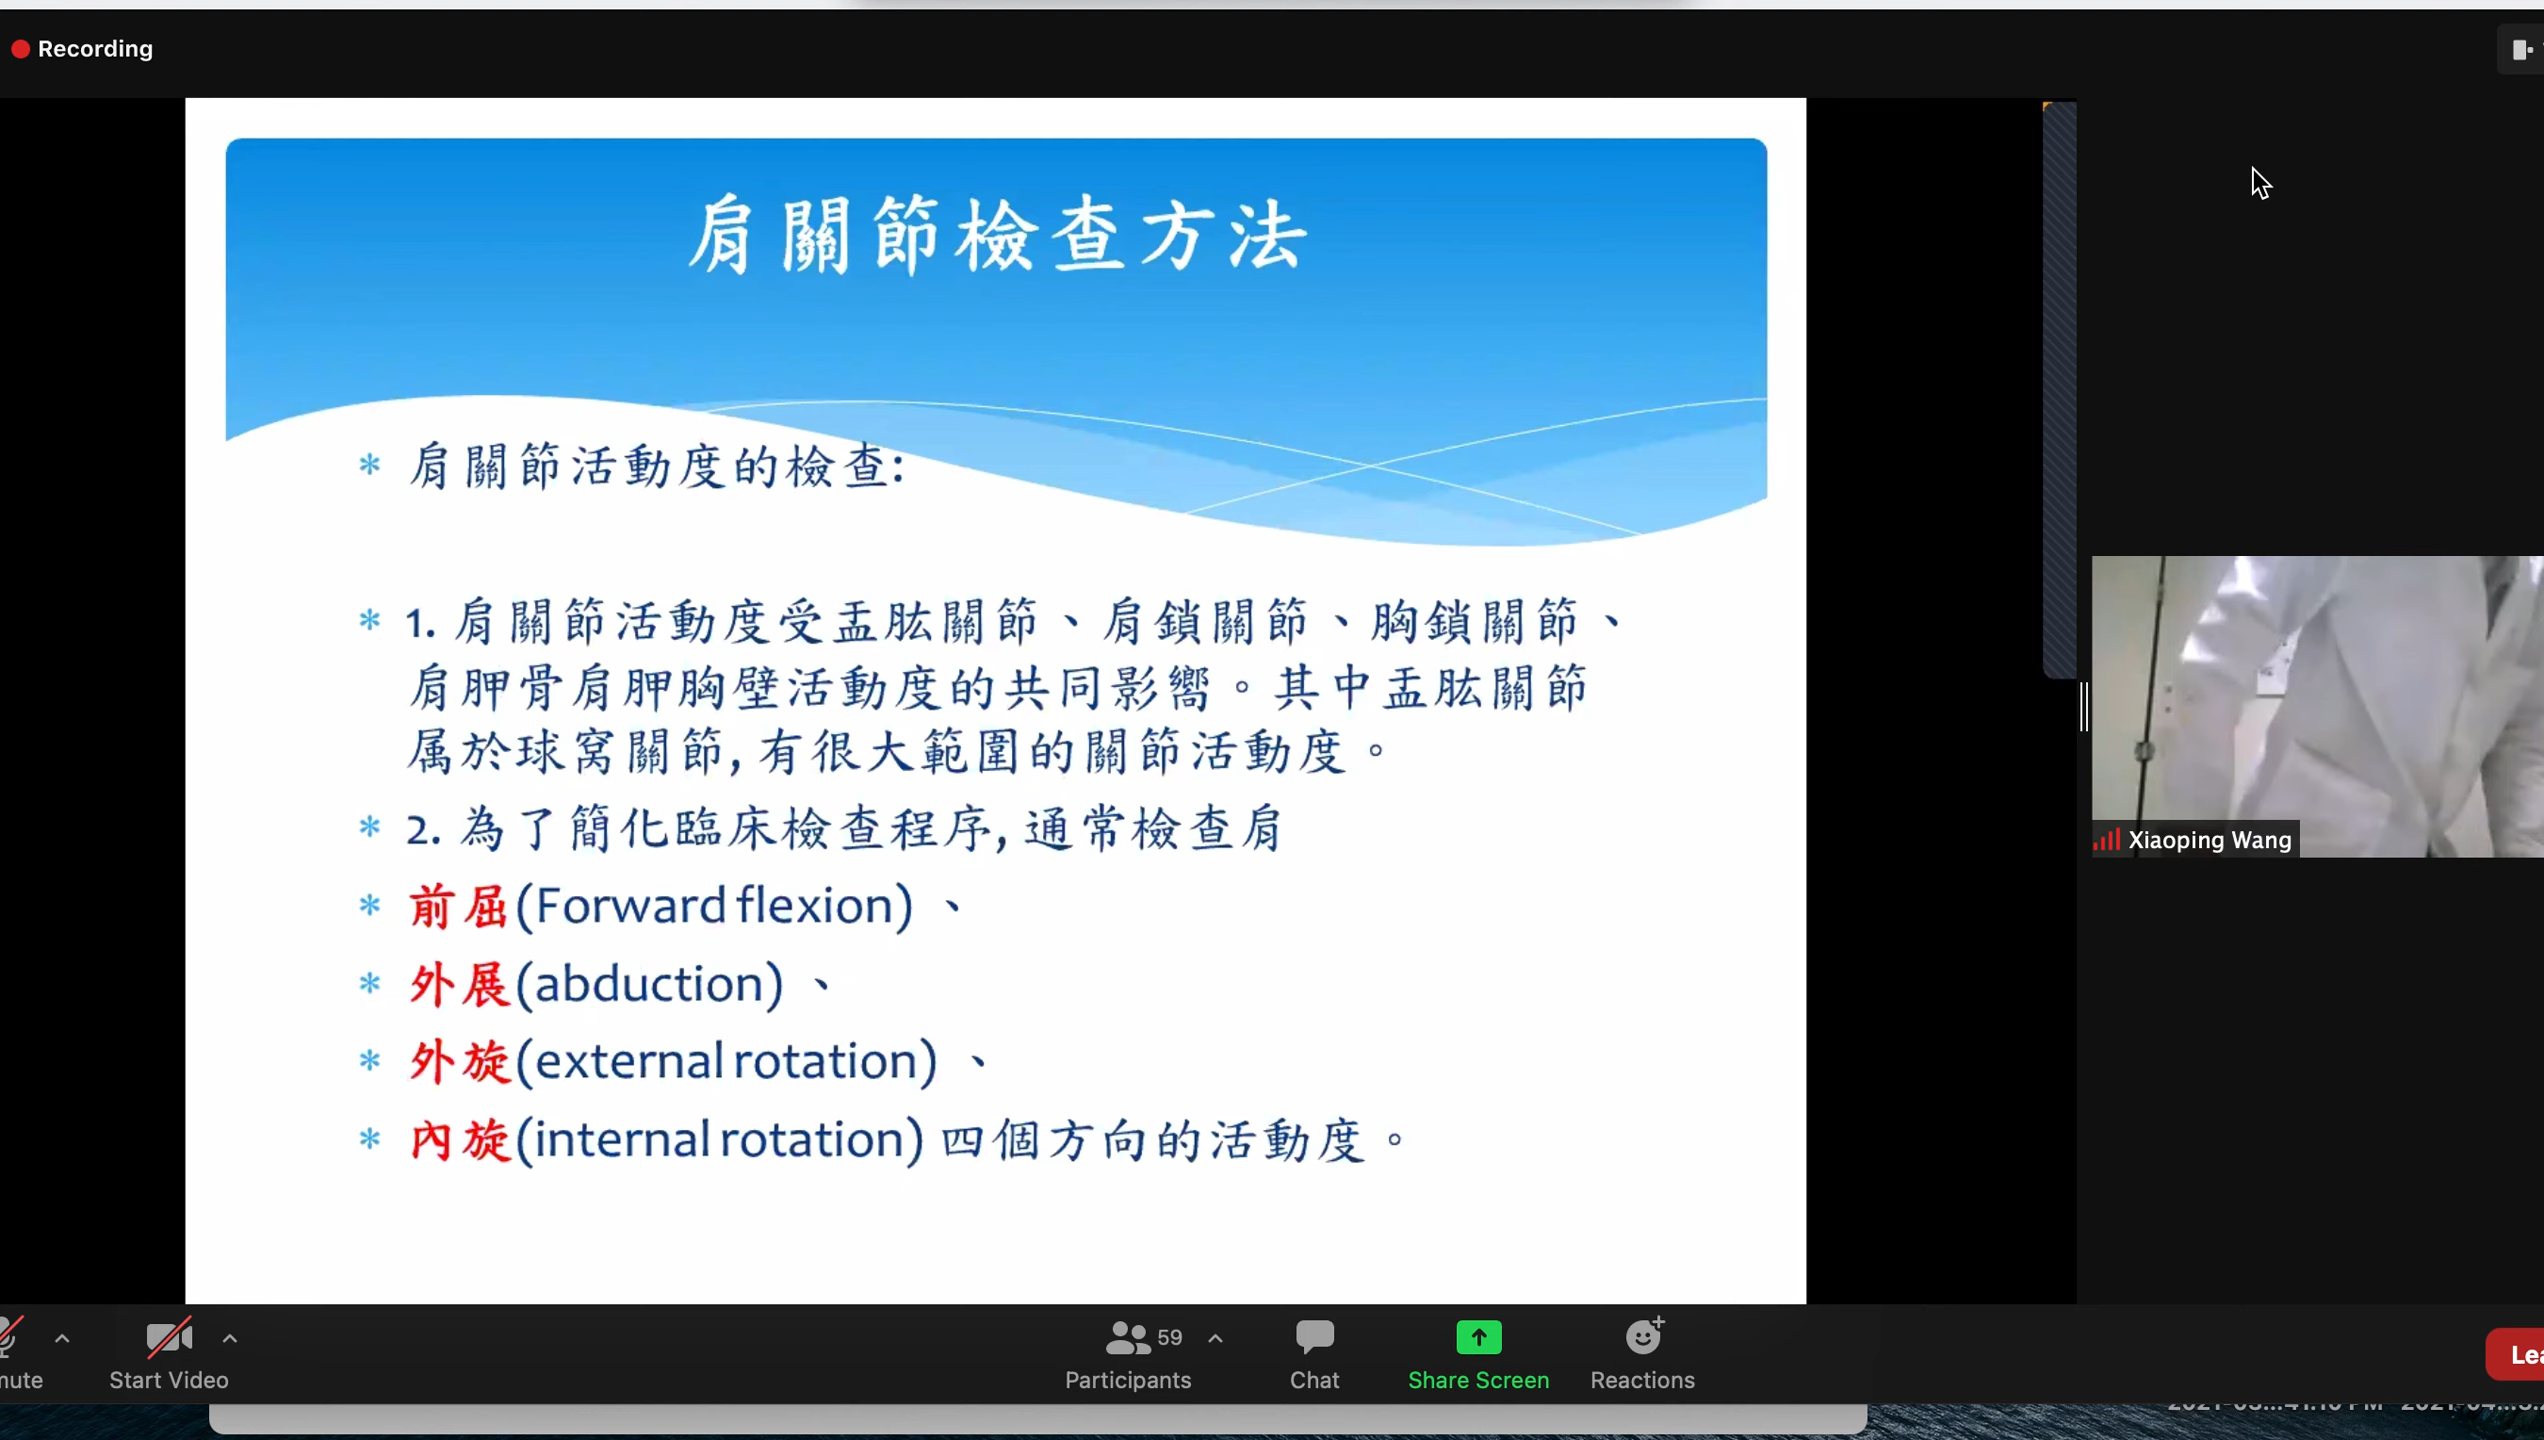 Recording
肩關節檢查方法
* 肩關節活動度的檢查:
* 1. 肩關節活動度受盂肱關節、肩鎖關節、胸鎖關節、
肩胛骨肩胛胸壁活動度的共同影嚮。其中盂肱關節
属於球窝關節,有很大範圍的關節活動度。
* 2. 為了簡化臨床檢查程序,通常檢查肩
* 前屈(Forward flexion)、
* 外展(abduction)、
* 外旋(external rotation)、
* 內旋(internal rotation) 四個方向的活動度。
Xiaoping Wang
59
Start Video
Participants
Chat
Share Screen
Reactions